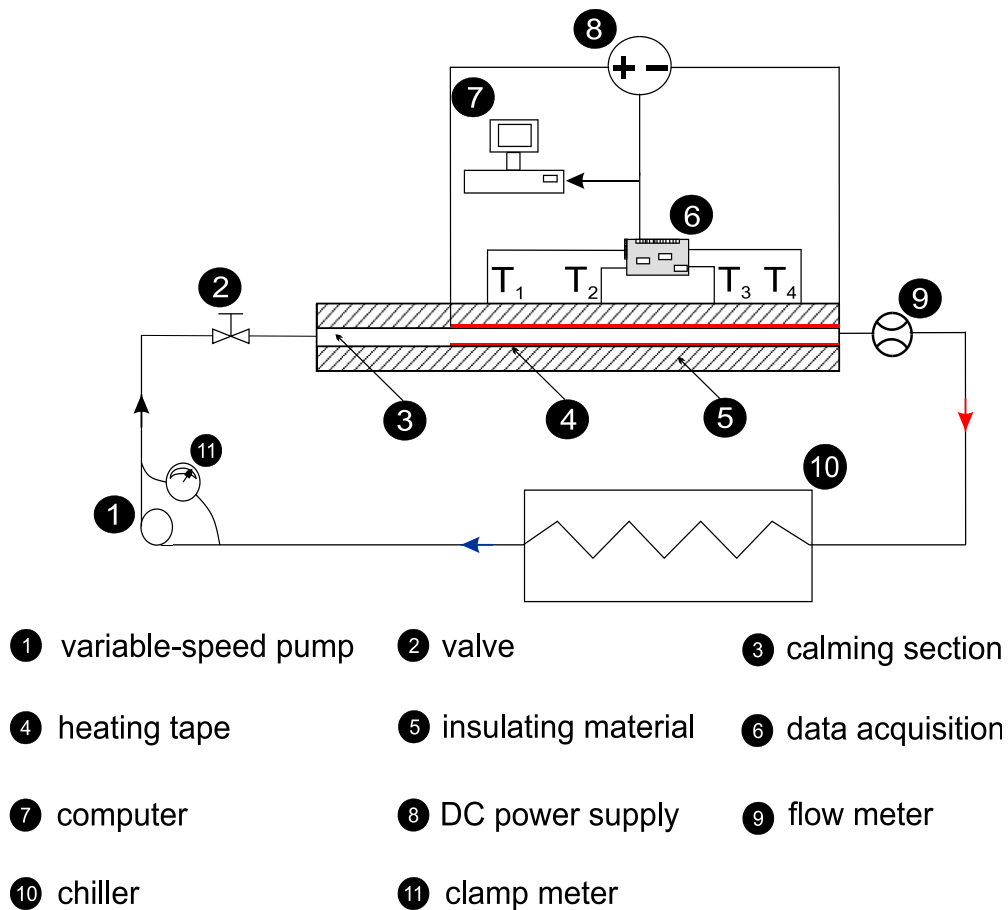 8
+ −
7
6
T1 T2 T3 T4
2
9
3
4
5
11
10
1
1 variable-speed pump
2 valve
3 calming section
4 heating tape
5 insulating material
6 data acquisition
7 computer
8 DC power supply
9 flow meter
10 chiller
11 clamp meter